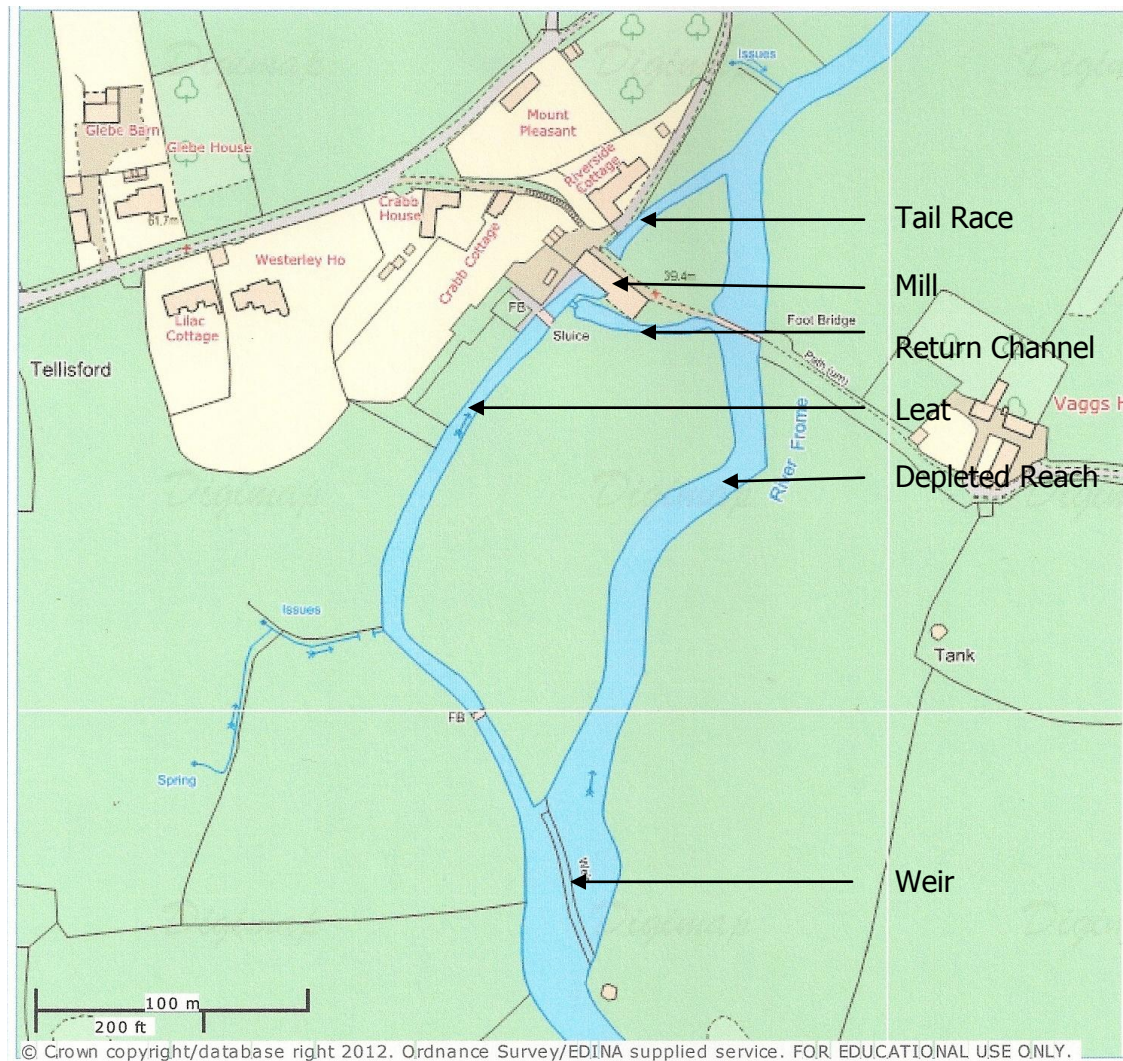 Issues
Glebe Barn
Glebe House
Mount
Pleasant
Riverside
Cottage
Crabb
House
61.7m
Tail Race
Westerley Ho
Crabb Cottage
39.4m
Mill
FB
Lilac
Cottage
Sluice
Foot Bridge
Return Channel
Tellisford
Path (um)
Vaggs H
Leat
River Frome
Depleted Reach
Issues
Tank
FB
Spring
Weir
Weir
100 m
200 ft
© Crown copyright/database right 2012. Ordnance Survey/EDINA supplied service. FOR EDUCATIONAL USE ONLY.